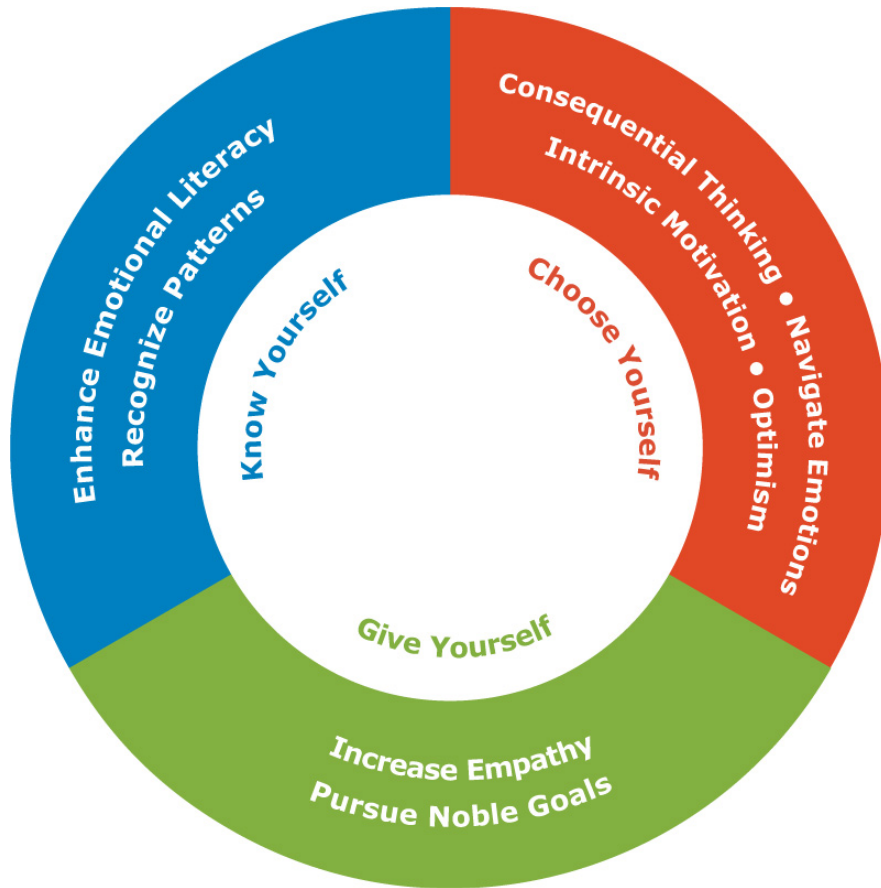 Enhance Emotional Literacy
Recognize Patterns
Know Yourself
Consequential Thinking • Navigate Emotions
Intrinsic Motivation • Optimism
Choose Yourself
Give Yourself
Increase Empathy
Pursue Noble Goals